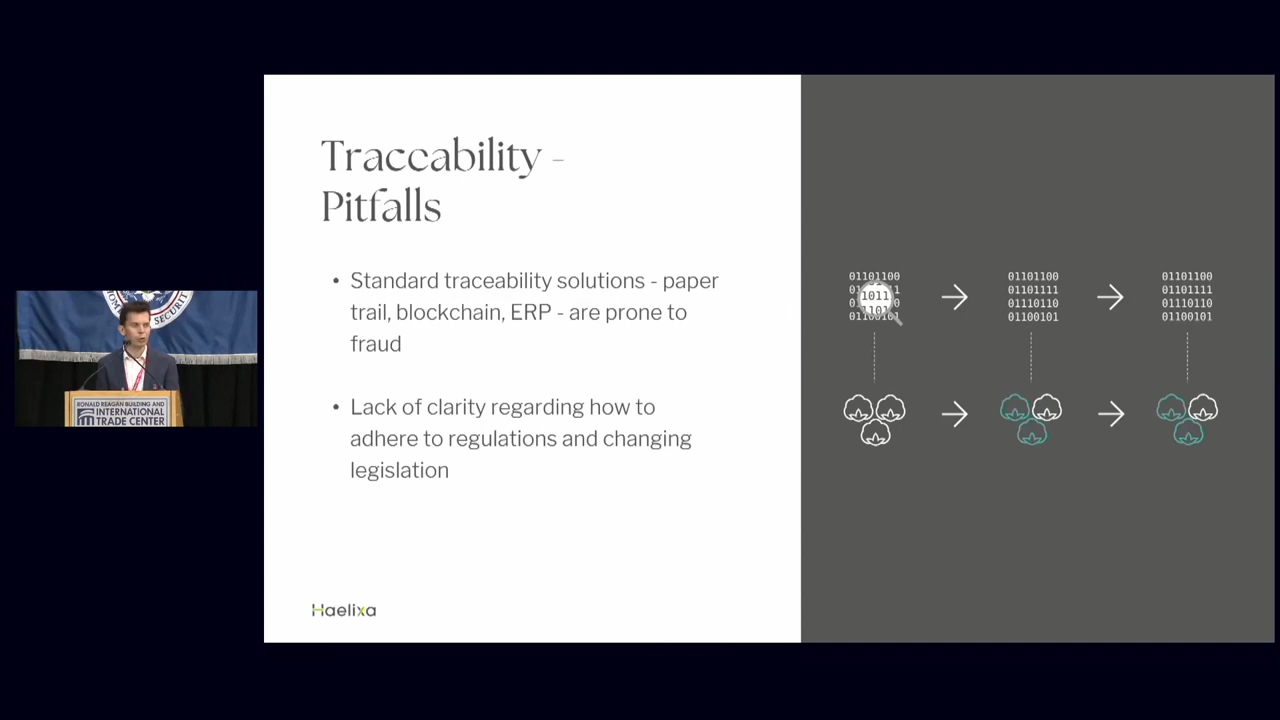 Traceability -
Pitfalls
• Standard traceability solutions - paper
trail, blockchain, ERP - are prone to
fraud
• Lack of clarity regarding how to
adhere to regulations and changing
legislation
Haelixa
01101100
01101100
01101100
1011
01101111
01101111
01110110
01110110
01100101
01100101
RONALD REAGAN BUILDING AND
INTERNATIONAL
TRADE CENTER